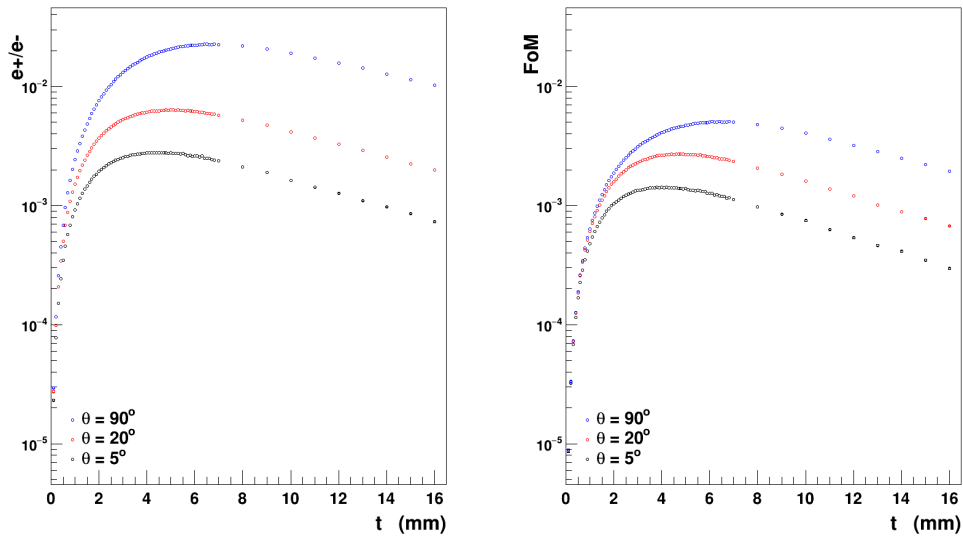 e+/e-
10⁻²
10⁻³
10⁻⁴
10⁻⁵
θ = 90°
θ = 20°
θ = 5°
0 2 4 6 8 10 12 14 16
t (mm)
FoM
10⁻²
10⁻³
10⁻⁴
10⁻⁵
θ = 90°
θ = 20°
θ = 5°
0 2 4 6 8 10 12 14 16
t (mm)